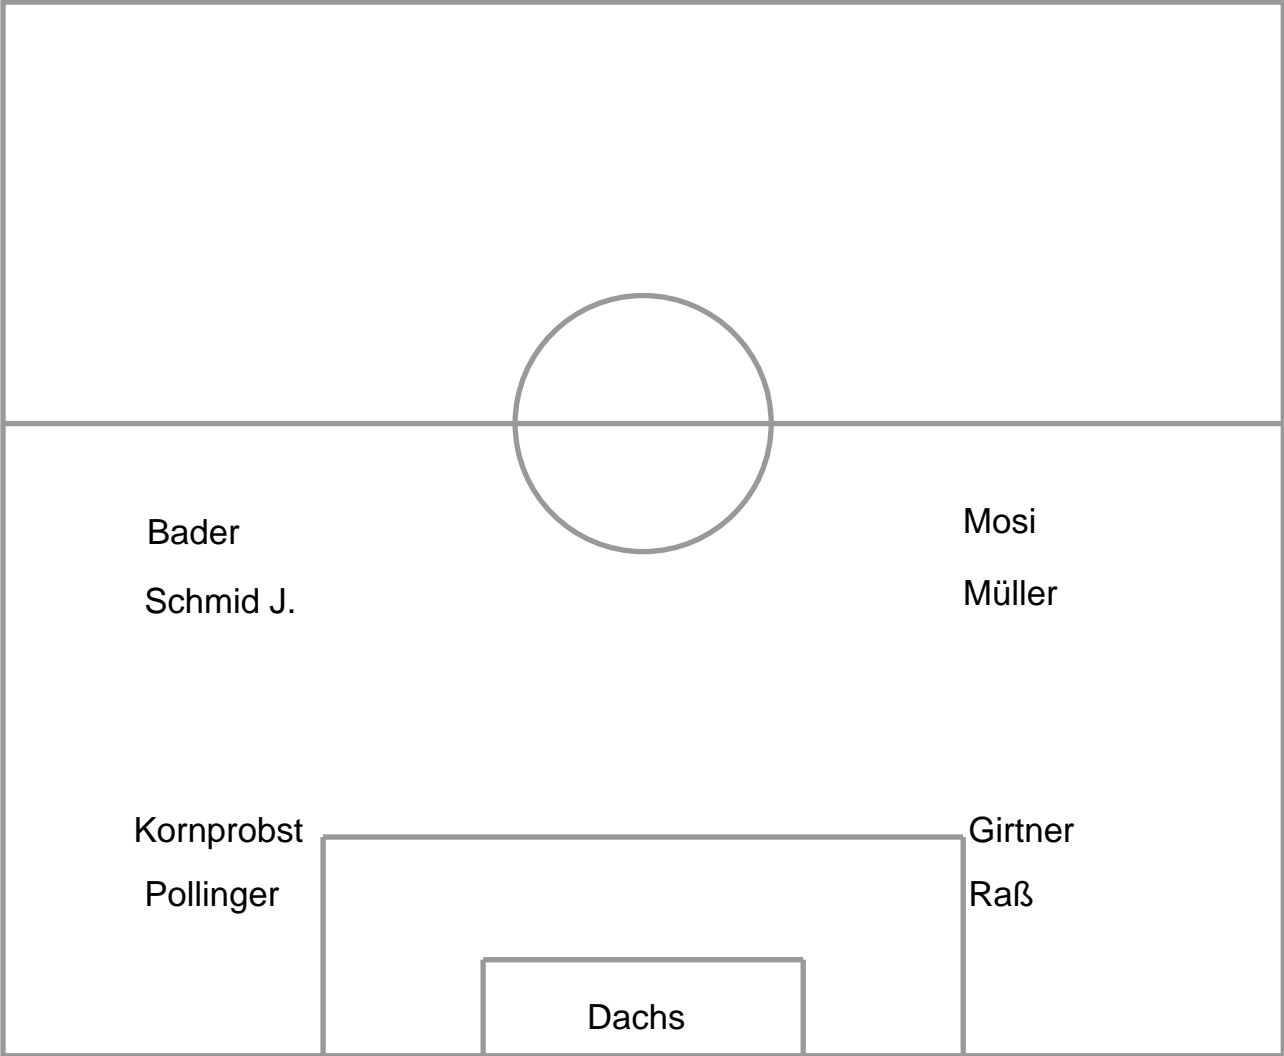 Bader
Mosi
Schmid J.
Müller
Kornprobst
Girtner
Pollinger
Raß
Dachs